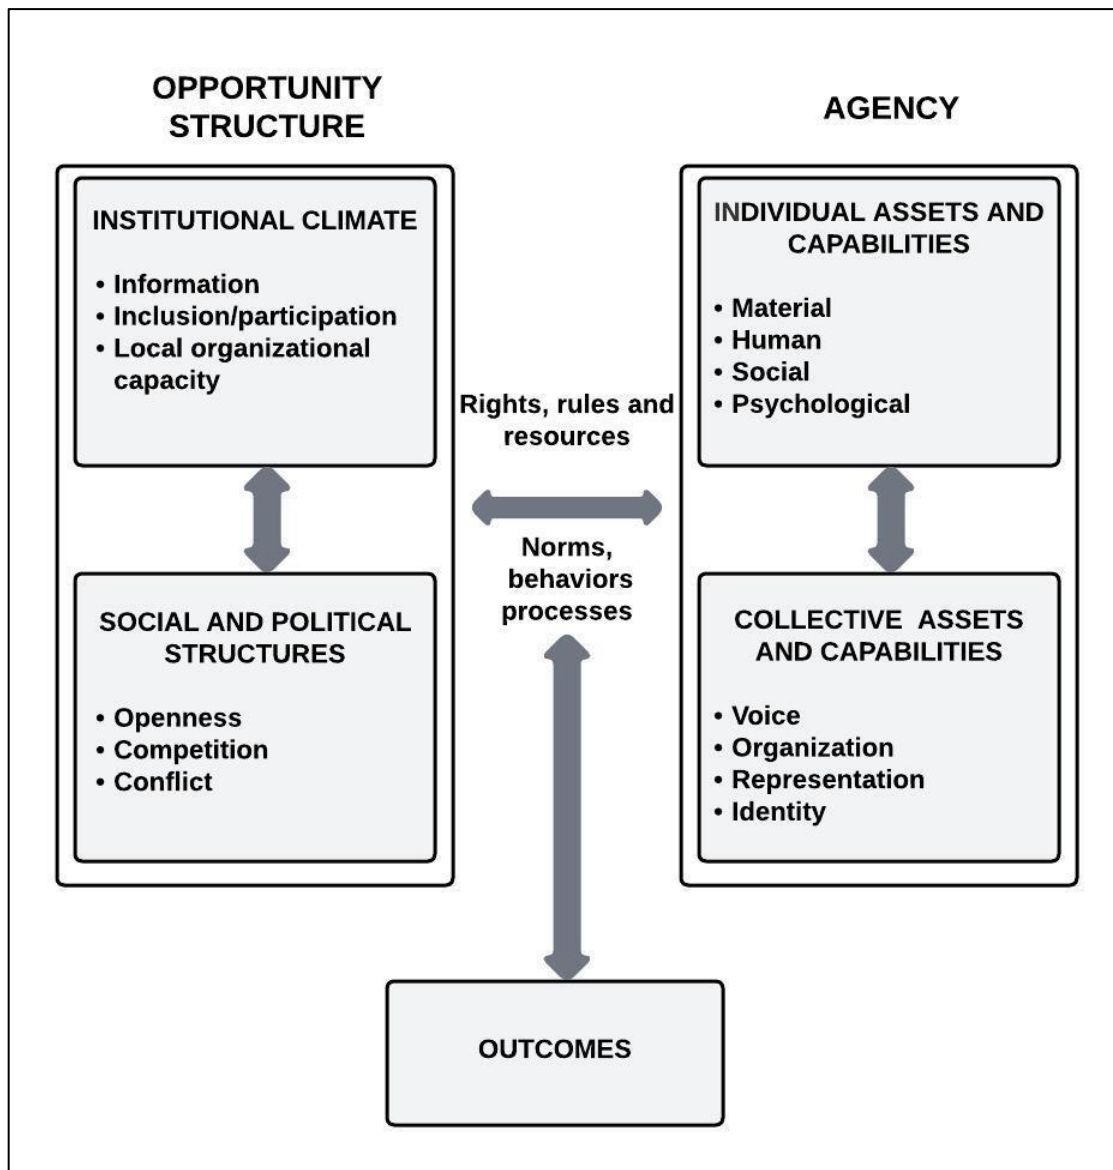 OPPORTUNITY
STRUCTURE
INSTITUTIONAL CLIMATE
• Information
• Inclusion/participation
• Local organizational
capacity
SOCIAL AND POLITICAL
STRUCTURES
• Openness
• Competition
• Conflict
Rights, rules and
resources
Norms,
behaviors
processes
AGENCY
INDIVIDUAL ASSETS AND
CAPABILITIES
• Material
• Human
• Social
• Psychological
COLLECTIVE ASSETS
AND CAPABILITIES
• Voice
• Organization
• Representation
• Identity
OUTCOMES